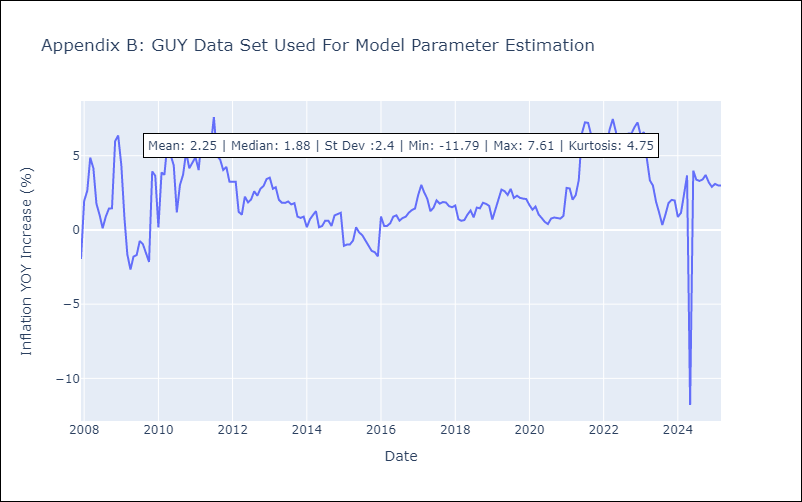 Appendix B: GUY Data Set Used For Model Parameter Estimation
Mean: 2.25 | Median: 1.88 | St Dev :2.4 | Min: -11.79 | Max: 7.61 | Kurtosis: 4.75
Inflation YOY Increase (%)
5
0
−5
−10
2008 2010 2012 2014 2016 2018 2020 2022 2024
Date